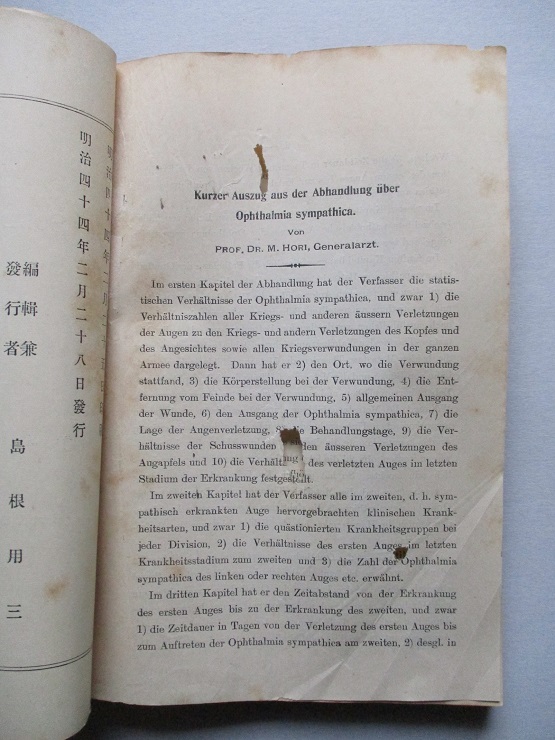 明治四十四年二月二十八日發行
編輯兼
發行者
島根用三
Kurzer Auszug aus der Abhandlung über
Ophthalmia sympathica.
Von
PROF. DR. M. HORI, Generalarzt.
Im ersten Kapitel der Abhandlung hat der Verfasser die statis-
tischen Verhältnisse der Ophthalmia sympathica, und zwar 1) die
Verhältniszahlen aller Kriegs- und anderen äussern Verletzungen
der Augen zu den Kriegs- und andern Verletzungen des Kopfes und
des Angesichtes sowie allen Kriegsverwundungen in der ganzen
Armee dargelegt. Dann hat er 2) den Ort, wo die Verwundung
stattfand, 3) die Körperstellung bei der Verwundung, 4) die Ent-
fernung vom Feinde bei der Verwundung, 5) allgemeinen Ausgang
der Wunde, 6) den Ausgang der Ophthalmia sympathica, 7) die
Lage der Augenverletzung, 8) die Behandlungstage, 9) die Ver-
hältnisse der Schusswunden den äusseren Verletzungen des
Augapfels und 10) die des verletzten Auges im letzten
Stadium der Erkrankung festgestellt.
Im zweiten Kapitel hat der Verfasser alle im zweiten, d. h. sym-
pathisch erkrankten Auge hervorgebrachten klinischen Krank-
heitsarten, und zwar 1) die quästionierten Krankheitsgruppen bei
jeder Division, 2) die Verhältnisse des ersten Auges im letzten
Krankheitsstadium zum zweiten und 3) die Zahl der Ophthalmia
sympathica des linken oder rechten Auges etc. erwähnt.
Im dritten Kapitel hat er den Zeitabstand von der Erkrankung
des ersten Auges bis zu der Erkrankung des zweiten, und zwar
1) die Zeitdauer in Tagen von der Verletzung des ersten Auges bis
zum Auftreten der Ophthalmia sympathica am zweiten, 2) desgl. in